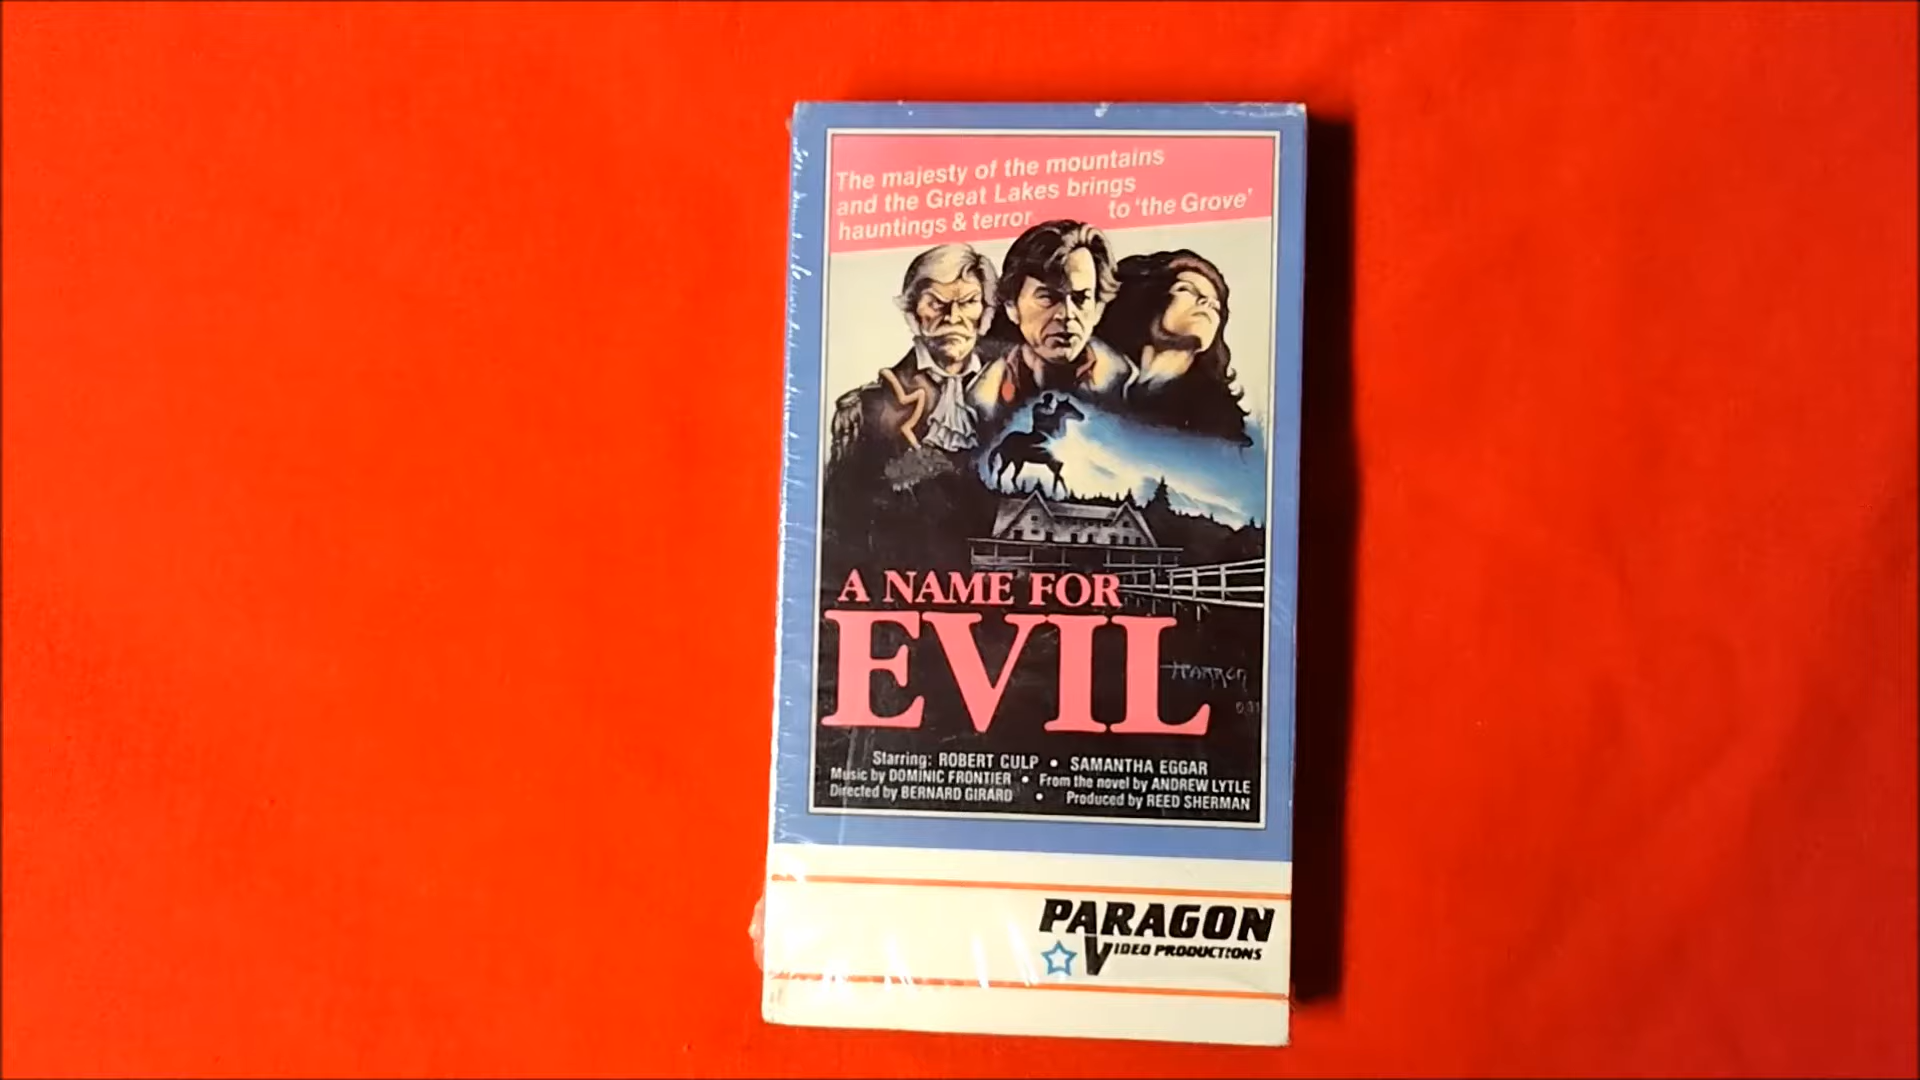 The majesty of the mountains
and the Great Lakes brings
hauntings & terror to 'the Grove'
A NAME FOR
EVIL
Starring: ROBERT CULP • SAMANTHA EGGAR
Music by DOMINIC FRONTIER • From the novel by ANDREW LYTLE
Directed by BERNARD GIRARD • Produced by REED SHERMAN
PARAGON
VIDEO PRODUCTIONS